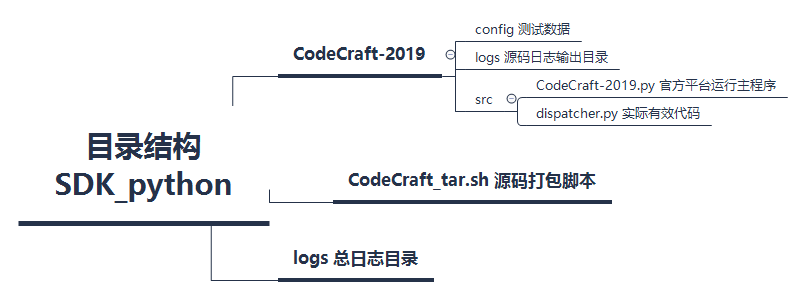 目录结构
SDK_python
CodeCraft-2019
config 测试数据
logs 源码日志输出目录
src
CodeCraft-2019.py 官方平台运行主程序
dispatcher.py 实际有效代码
CodeCraft_tar.sh 源码打包脚本
logs 总日志目录